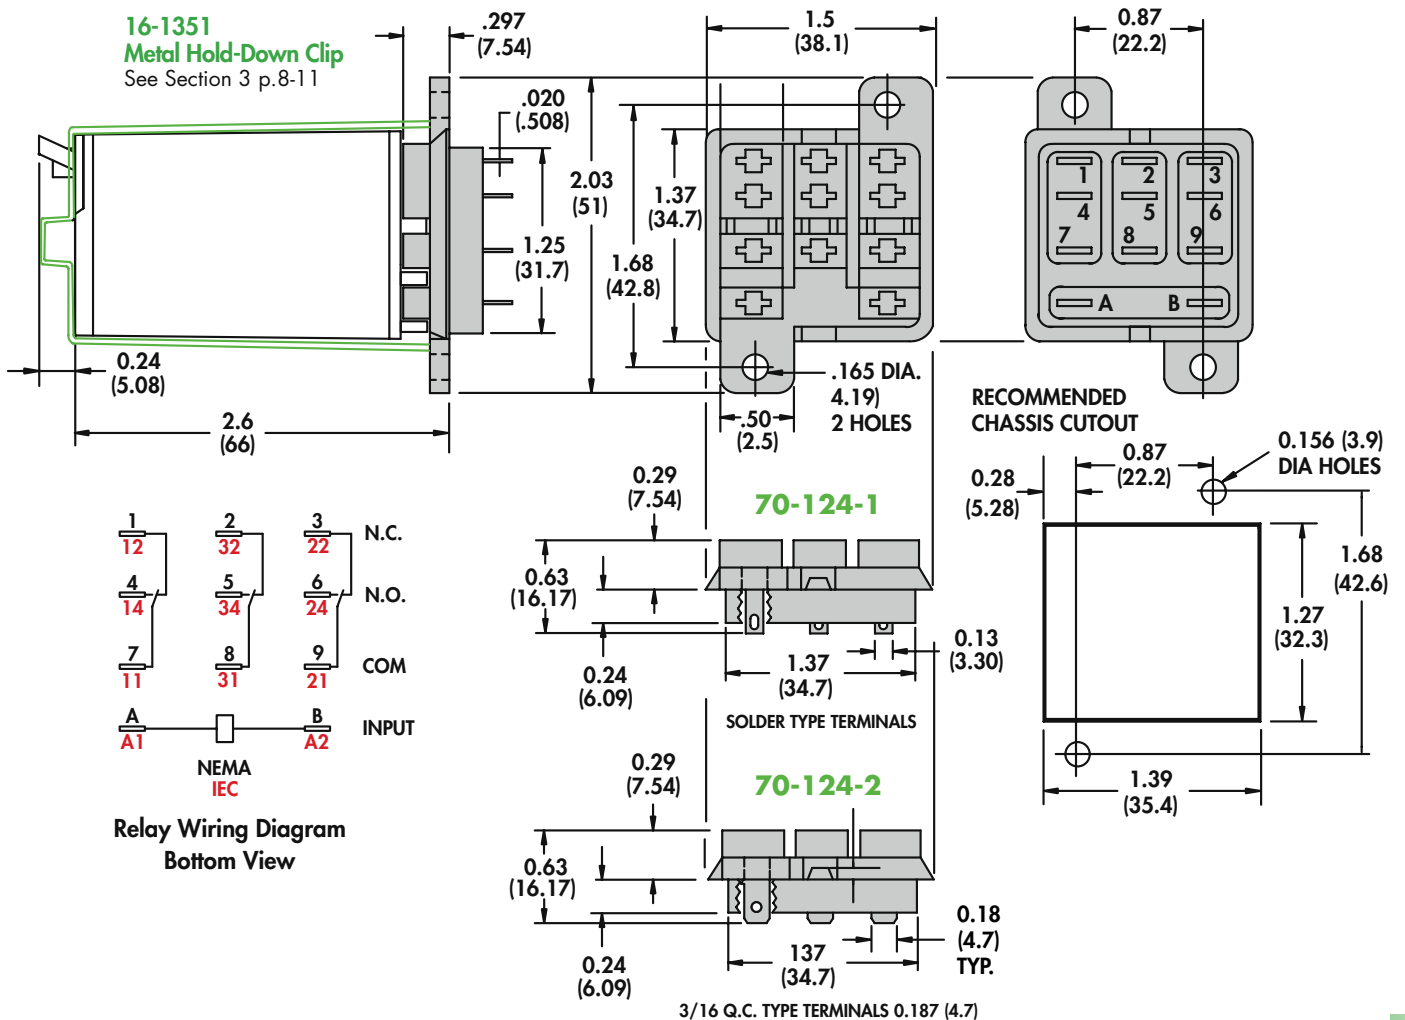 16-1351
Metal Hold-Down Clip
See Section 3 p.8-11
.297
(7.54)
.020
(.508)
2.03
(51)
1.25
(31.7)
0.24
(5.08)
2.6
(66)
1.5
(38.1)
1.37
(34.7)
1.68
(42.8)
.165 DIA.
4.19)
2 HOLES
.50
(2.5)
0.87
(22.2)
1 2 3
4 5 6
7 8 9
A B
RECOMMENDED
CHASSIS CUTOUT
0.87
(22.2)
0.156 (3.9)
DIA HOLES
0.28
(5.28)
1.68
(42.6)
1.27
(32.3)
1.39
(35.4)
1 2 3 N.C.
12 32 22
4 5 6 N.O.
14 34 24
7 8 9 COM
11 31 21
A B INPUT
A1 A2
NEMA
IEC
Relay Wiring Diagram
Bottom View
0.29
(7.54)
70-124-1
0.63
(16.17)
0.24
(6.09)
1.37
(34.7)
0.13
(3.30)
SOLDER TYPE TERMINALS
0.29
(7.54)
70-124-2
0.63
(16.17)
0.24
(6.09)
137
(34.7)
0.18
(4.7)
TYP.
3/16 Q.C. TYPE TERMINALS 0.187 (4.7)